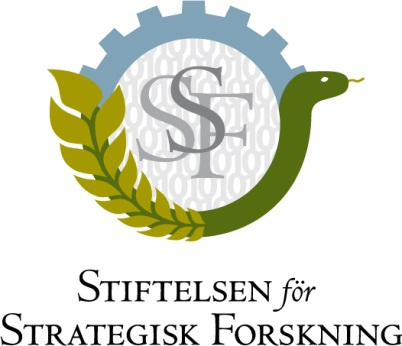 SSF
STIFTELSEN för
STRATEGISK FORSKNING